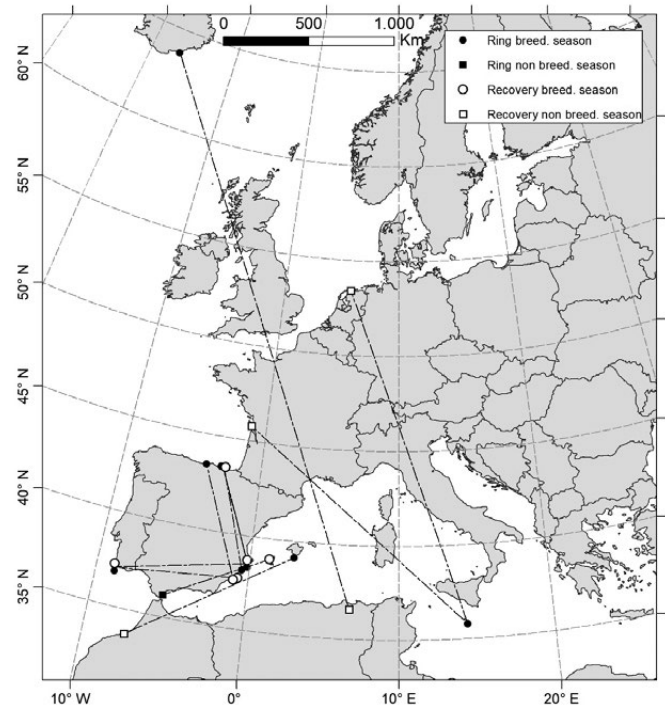 0 500 1.000
Km
Ring breed. season
Ring non breed. season
Recovery breed. season
Recovery non breed. season
60° N
55° N
50° N
45° N
40° N
35° N
10° W 0° 10° E 20° E